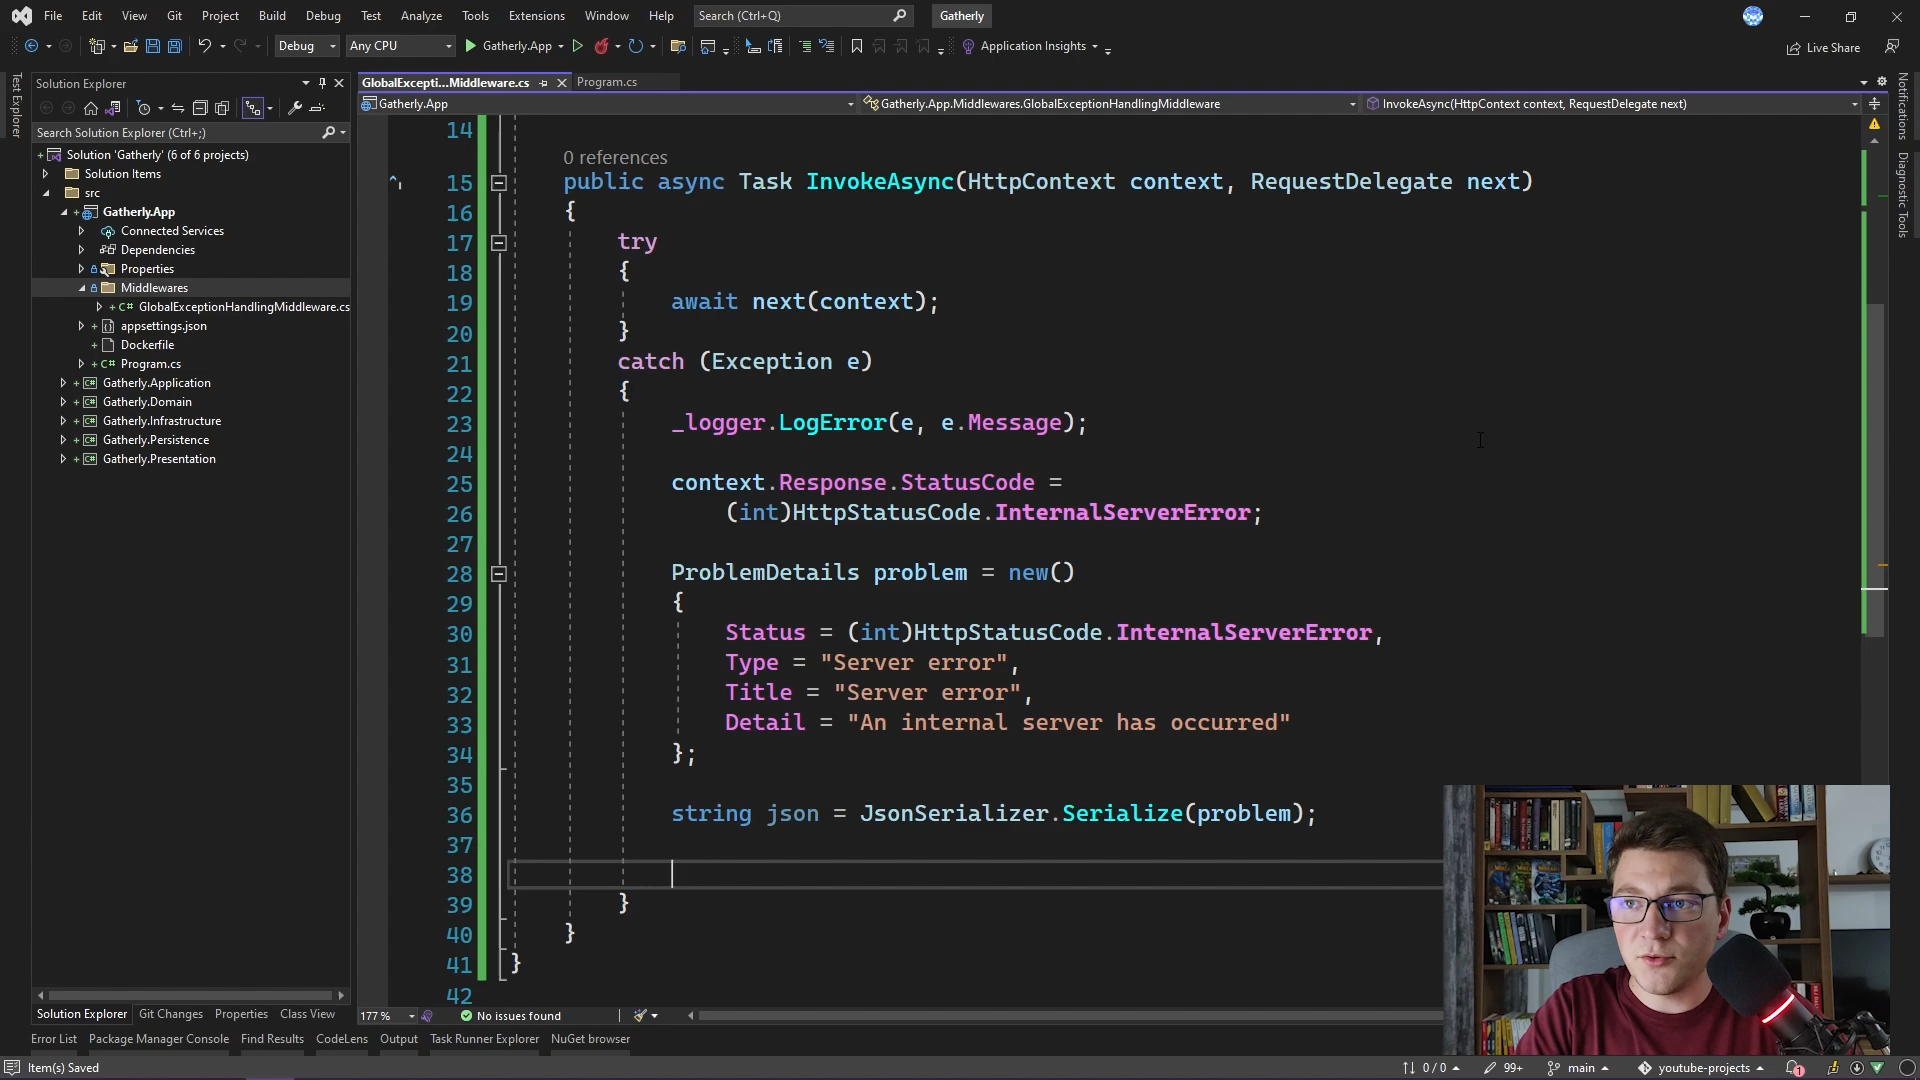 File Edit View Git Project Build Debug Test Analyze Tools Extensions Window Help Search (Ctrl+Q) Gatherly
Debug Any CPU Gatherly.App Application Insights Live Share
Test Explorer
Solution Explorer
Search Solution Explorer (Ctrl+;)
Solution 'Gatherly' (6 of 6 projects)
Solution Items
src
Gatherly.App
Connected Services
Dependencies
Properties
Middlewares
GlobalExceptionHandlingMiddleware.cs
appsettings.json
Dockerfile
Program.cs
Gatherly.Application
Gatherly.Domain
Gatherly.Infrastructure
Gatherly.Persistence
Gatherly.Presentation
Solution Explorer Git Changes Properties Class View
GlobalExcepti...Middleware.cs Program.cs
Gatherly.App Gatherly.App.Middlewares.GlobalExceptionHandlingMiddleware InvokeAsync(HttpContext context, RequestDelegate next)
14
0 references
15 public async Task InvokeAsync(HttpContext context, RequestDelegate next)
16 {
17 try
18 {
19 await next(context);
20 }
21 catch (Exception e)
22 {
23 _logger.LogError(e, e.Message);
24
25 context.Response.StatusCode =
26 (int)HttpStatusCode.InternalServerError;
27
28 ProblemDetails problem = new()
29 {
30 Status = (int)HttpStatusCode.InternalServerError,
31 Type = "Server error",
32 Title = "Server error",
33 Detail = "An internal server has occurred"
34 };
35
36 string json = JsonSerializer.Serialize(problem);
37
38
39 }
40 }
41 }
42
177 % No issues found
Notifications
Diagnostic Tools
Error List Package Manager Console Find Results CodeLens Output Task Runner Explorer NuGet browser
Item(s) Saved 0 / 0 99+ main youtube-projects 1